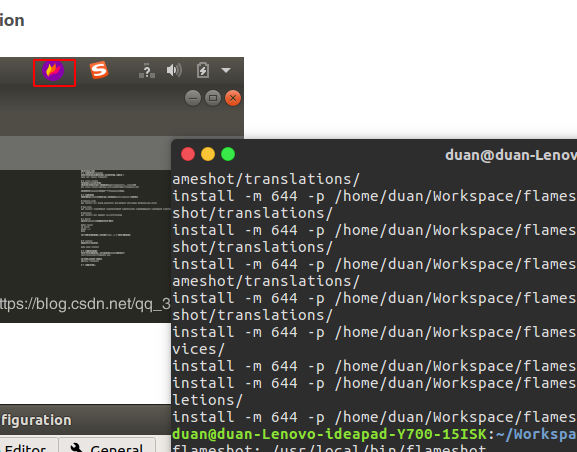 ion
duan@duan-Leno
ameshot/translations/
install -m 644 -p /home/duan/Workspace/flames
shot/translations/
install -m 644 -p /home/duan/Workspace/flames
shot/translations/
install -m 644 -p /home/duan/Workspace/flames
ameshot/translations/
install -m 644 -p /home/duan/Workspace/flames
shot/translations/
install -m 644 -p /home/duan/Workspace/flames
vices/
install -m 644 -p /home/duan/Workspace/flames
install -m 644 -p /home/duan/Workspace/flames
letions/
install -m 644 -p /home/duan/Workspace/flames
duan@duan-Lenovo-ideapad-Y700-15ISK:~/Workspa
flameshot: /usr/local/bin/flameshot
ttps://blog.csdn.net/qq_3
figuration
Editor
General